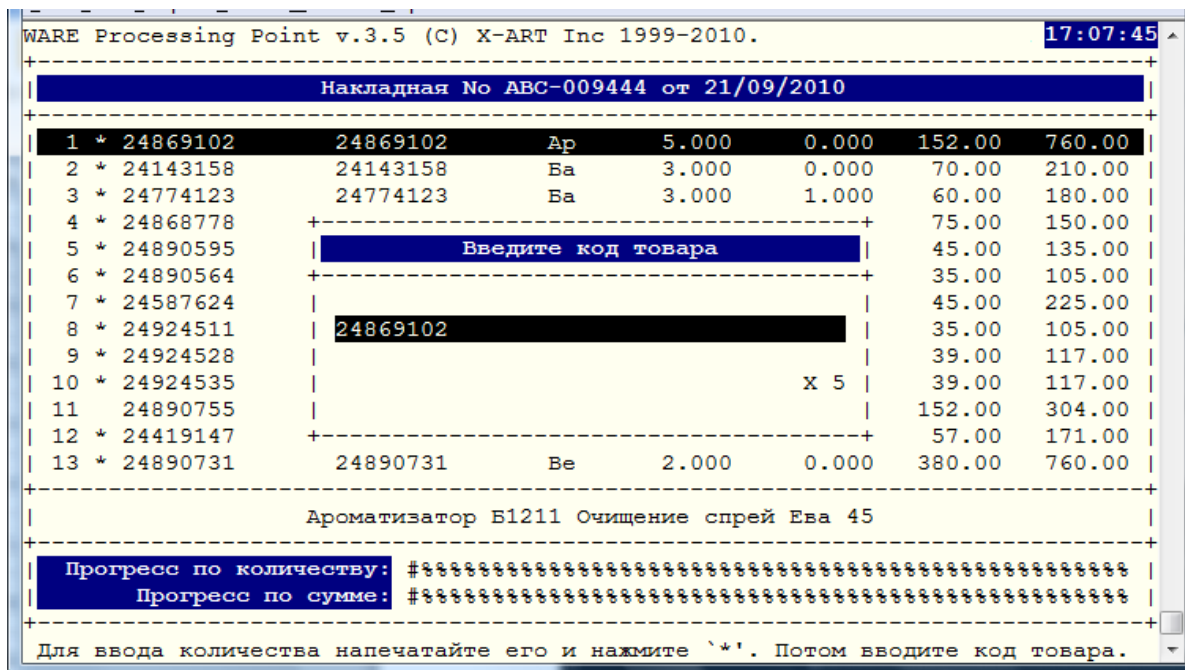 WARE Processing Point v.3.5 (C) X-ART Inc 1999-2010. 17:07:45
Накладная No АВС-009444 от 21/09/2010
1 * 24869102 24869102 Ар 5.000 0.000 152.00 760.00
2 * 24143158 24143158 Ба 3.000 0.000 70.00 210.00
3 * 24774123 24774123 Ба 3.000 1.000 60.00 180.00
4 * 24868778 75.00 150.00
5 * 24890595 Введите код товара 45.00 135.00
6 * 24890564 35.00 105.00
7 * 24587624 45.00 225.00
8 * 24924511 24869102 35.00 105.00
9 * 24924528 39.00 117.00
10 * 24924535 X 5 39.00 117.00
11 24890755 152.00 304.00
12 * 24419147 57.00 171.00
13 * 24890731 24890731 Ве 2.000 0.000 380.00 760.00
Ароматизатор Б1211 Очищение спрей Ева 45
Прогресс по количеству: #%%%%%%%%%%%%%%%%%%%%%%%%%%%%%%%%%%%%%%%%%%%%%%%%%%
Прогресс по сумме: #%%%%%%%%%%%%%%%%%%%%%%%%%%%%%%%%%%%%%%%%%%%%%%%%%%
Для ввода количества напечатайте его и нажмите `*'. Потом вводите код товара.